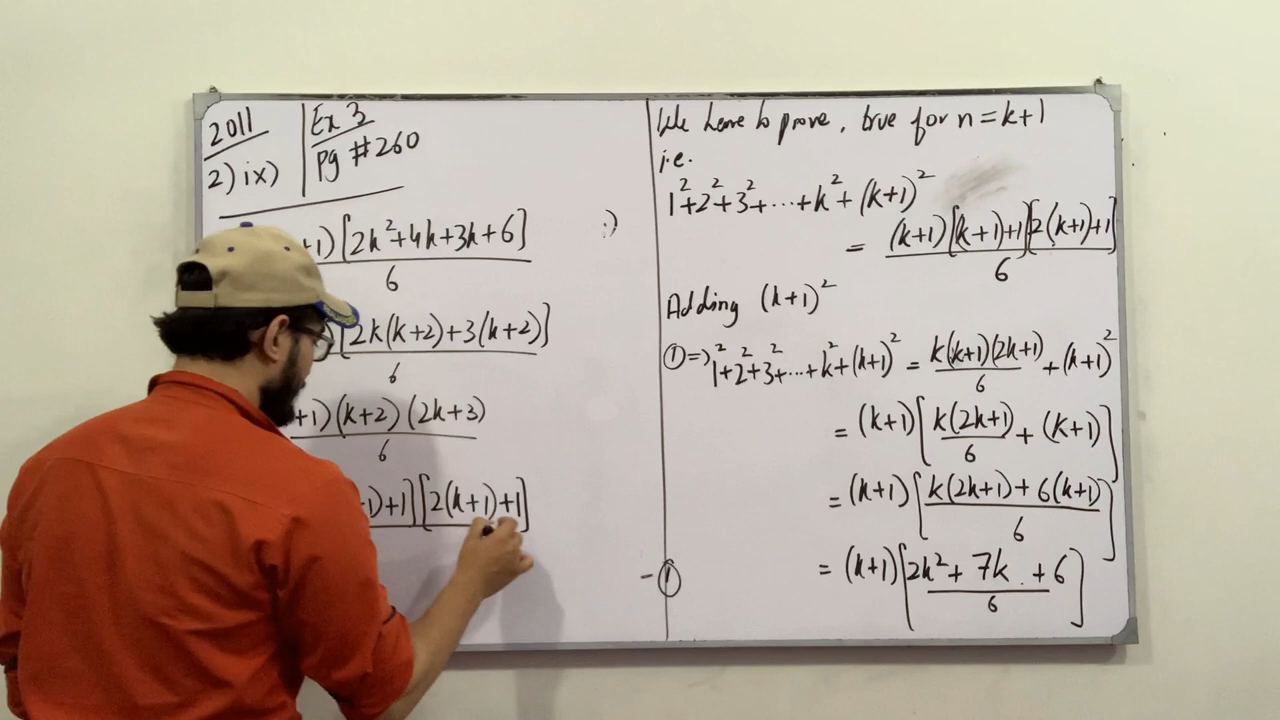 2011
2) ix)
Ex 3
Pg #260
+1) [2k²+4k+3k+6]
6
[2k(k+2)+3(k+2)]
6
+1)(k+2)(2k+3)
6
+1)+1][2(k+1)+1]
:)
We have to prove, true for n=k+1
i.e.
1²+2²+3²+...+k²+(k+1)²
= (k+1)[(k+1)+1][2(k+1)+1]
6
Adding (k+1)²
①=> 1²+2²+3²+...+k²+(k+1)² = k(k+1)(2k+1)/6 + (k+1)²
= (k+1)[k(2k+1)/6 + (k+1)]
= (k+1)[k(2k+1)+6(k+1)/6]
- ①
= (k+1)[2k²+7k+6/6]